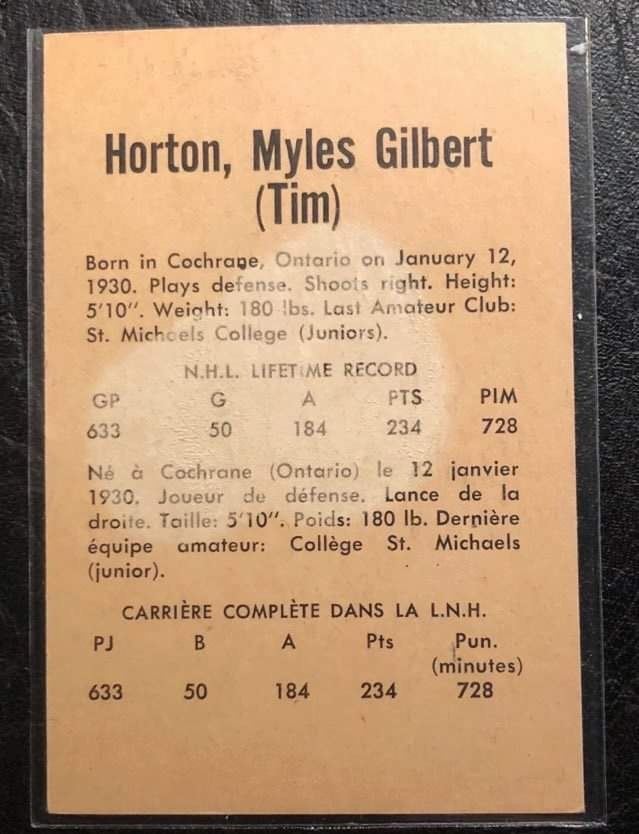 Horton, Myles Gilbert
(Tim)
Born in Cochrane, Ontario on January 12,
1930. Plays defense. Shoots right. Height:
5'10". Weight: 180 lbs. Last Amateur Club:
St. Michaels College (Juniors).
N.H.L. LIFETIME RECORD
GP G A PTS PIM
633 50 184 234 728
Né à Cochrane (Ontario) le 12 janvier
1930. Joueur de défense. Lance de la
droite. Taille: 5'10". Poids: 180 lb. Dernière
équipe amateur: Collège St. Michaels
(junior).
CARRIÈRE COMPLÈTE DANS LA L.N.H.
PJ B A Pts Pun.
(minutes)
633 50 184 234 728